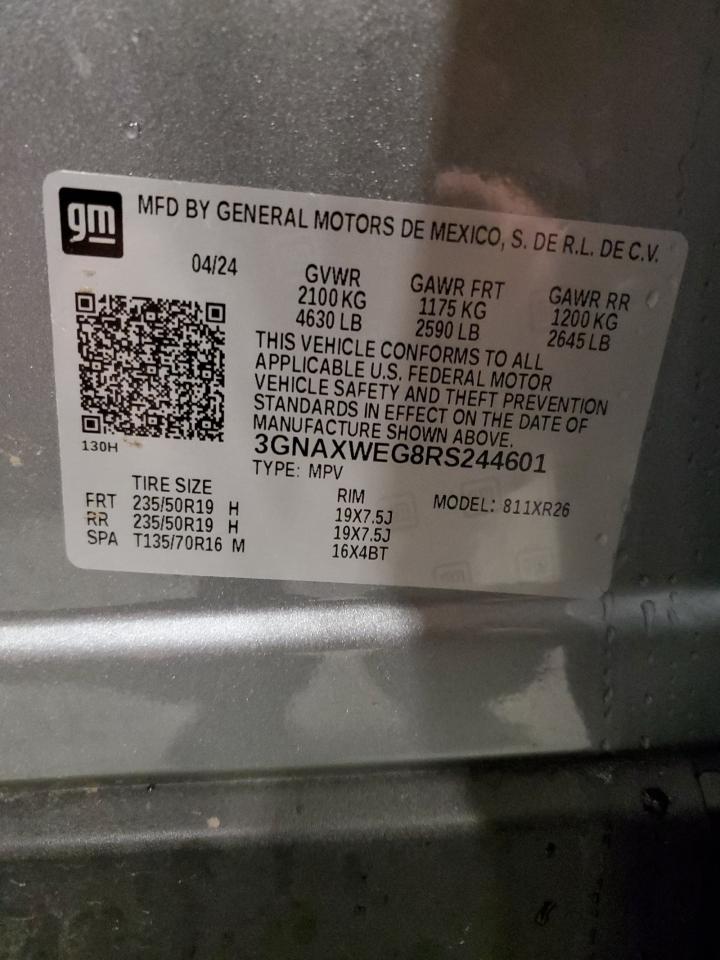 gm
MFD BY GENERAL MOTORS DE MEXICO, S. DE R.L. DE C.V.
04/24
GVWR GAWR FRT GAWR RR
2100 KG 1175 KG 1200 KG
4630 LB 2590 LB 2645 LB
THIS VEHICLE CONFORMS TO ALL
APPLICABLE U.S. FEDERAL MOTOR
VEHICLE SAFETY AND THEFT PREVENTION
STANDARDS IN EFFECT ON THE DATE OF
MANUFACTURE SHOWN ABOVE.
130H
3GNAXWEG8RS244601
TYPE: MPV
TIRE SIZE RIM MODEL: 811XR26
FRT 235/50R19 H 19X7.5J
RR 235/50R19 H 19X7.5J
SPA T135/70R16 M 16X4BT